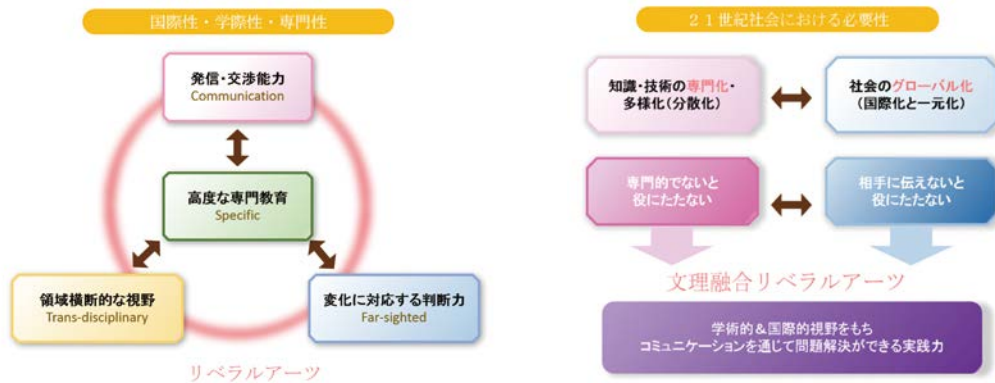 国際性・学際性・専門性
発信・交渉能力
Communication
高度な専門教育
Specific
領域横断的な視野
Trans-disciplinary
変化に対応する判断力
Far-sighted
リベラルアーツ
21世紀社会における必要性
知識・技術の専門化・
多様化(分散化)
社会のグローバル化
(国際化と一元化)
専門的でないと
役にたたない
相手に伝えないと
役にたたない
文理融合リベラルアーツ
学術的&国際的視野をもち
コミュニケーションを通じて問題解決ができる実践力